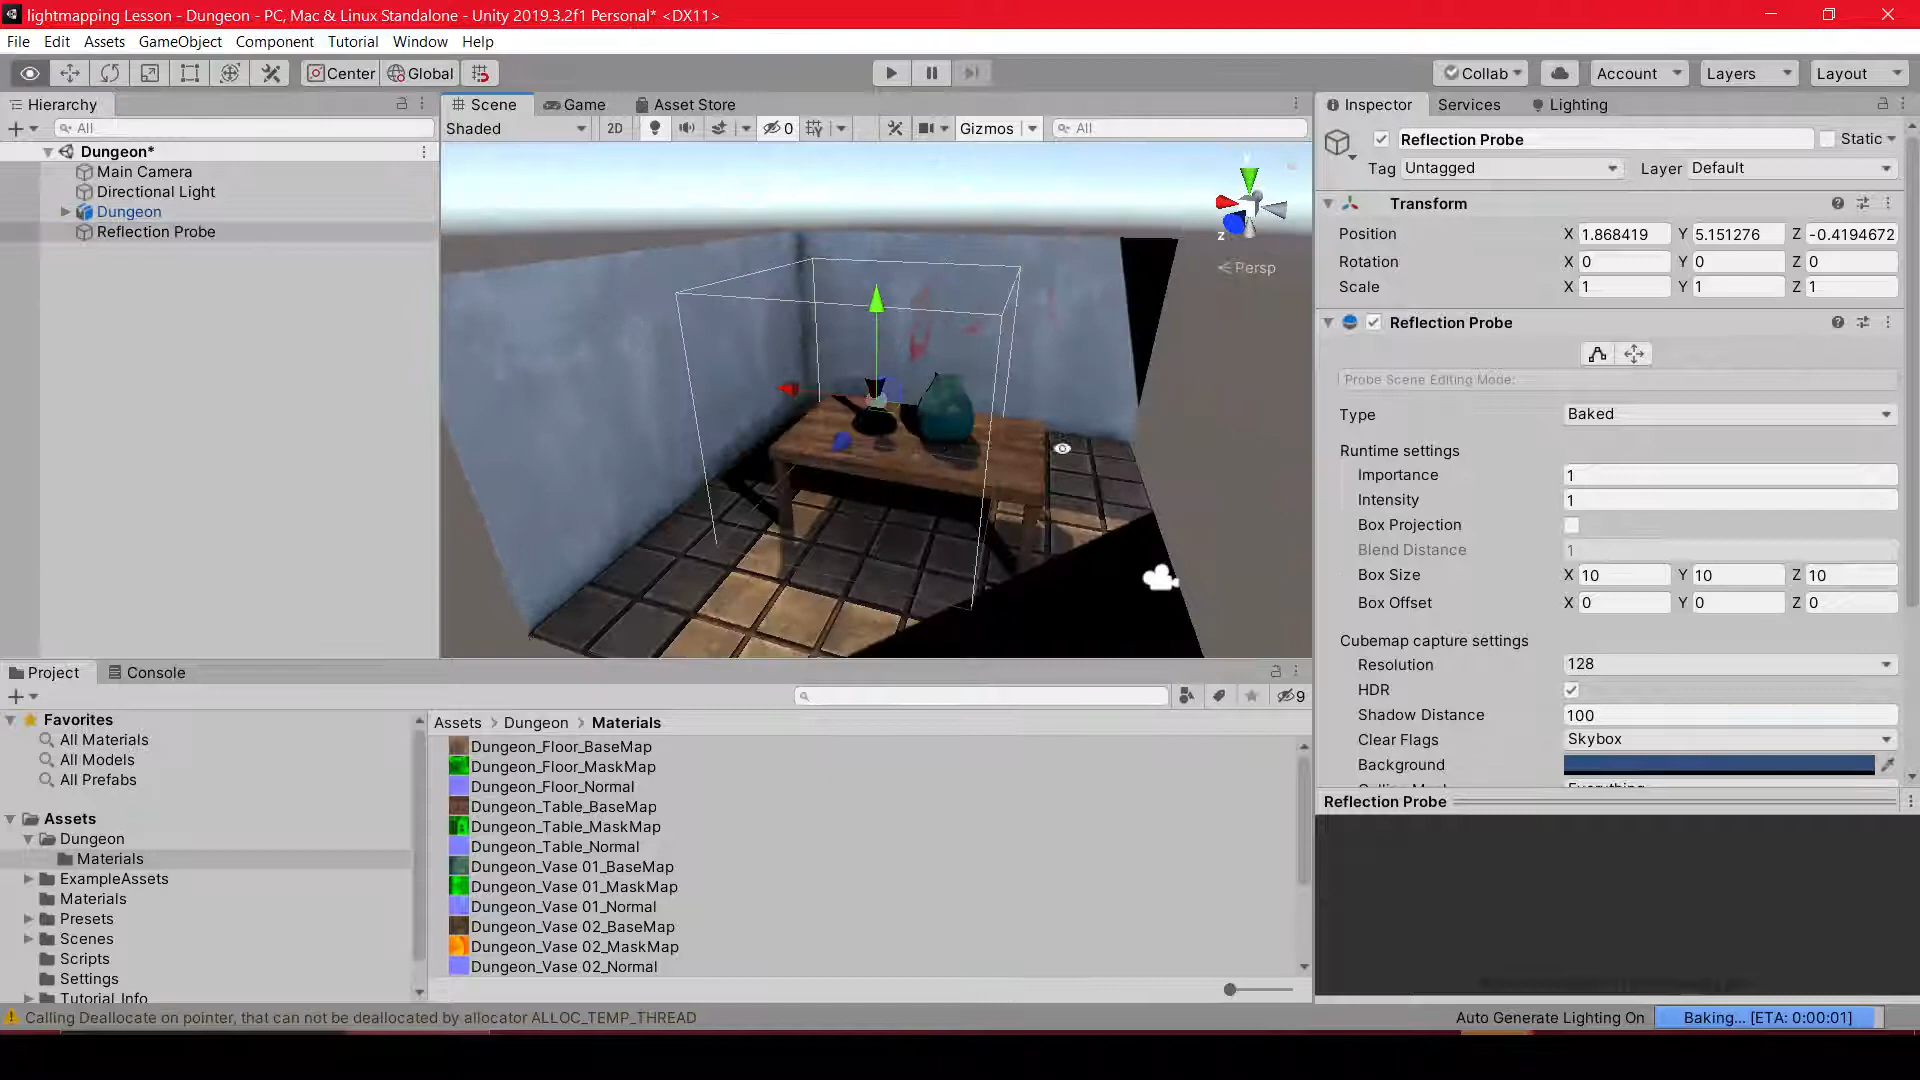 lightmapping Lesson - Dungeon - PC, Mac & Linux Standalone - Unity 2019.3.2f1 Personal* <DX11>
File Edit Assets GameObject Component Tutorial Window Help
Center Global Collab Account Layers Layout
Hierarchy
All
Dungeon*
Main Camera
Directional Light
Dungeon
Reflection Probe
Scene Game Asset Store
Shaded 2D 0 Gizmos All
Z
Persp
Inspector Services Lighting
Reflection Probe Static
Tag Untagged Layer Default
Transform
Position X 1.868419 Y 5.151276 Z -0.4194672
Rotation X 0 Y 0 Z 0
Scale X 1 Y 1 Z 1
Reflection Probe
Probe Scene Editing Mode:
Type Baked
Runtime settings
Importance 1
Intensity 1
Box Projection
Blend Distance 1
Box Size X 10 Y 10 Z 10
Box Offset X 0 Y 0 Z 0
Cubemap capture settings
Resolution 128
HDR
Shadow Distance 100
Clear Flags Skybox
Background
Reflection Probe
Project Console
9
Favorites
All Materials
All Models
All Prefabs
Assets
Dungeon
Materials
ExampleAssets
Materials
Presets
Scenes
Scripts
Settings
Tutorial Info
Assets > Dungeon > Materials
Dungeon_Floor_BaseMap
Dungeon_Floor_MaskMap
Dungeon_Floor_Normal
Dungeon_Table_BaseMap
Dungeon_Table_MaskMap
Dungeon_Table_Normal
Dungeon_Vase 01_BaseMap
Dungeon_Vase 01_MaskMap
Dungeon_Vase 01_Normal
Dungeon_Vase 02_BaseMap
Dungeon_Vase 02_MaskMap
Dungeon_Vase 02_Normal
Calling Deallocate on pointer, that can not be deallocated by allocator ALLOC_TEMP_THREAD
Auto Generate Lighting On Baking... [ETA: 0:00:01]